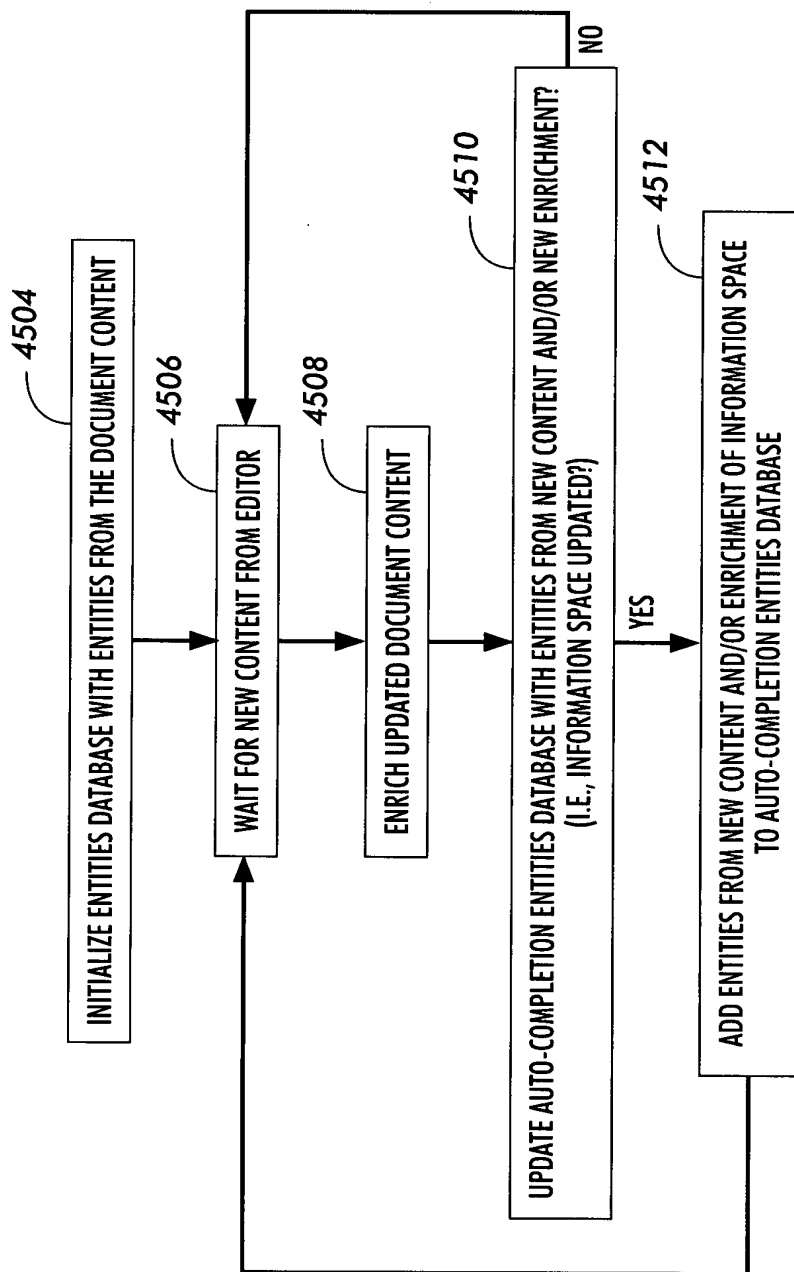 4504
INITIALIZE ENTITIES DATABASE WITH ENTITIES FROM THE DOCUMENT CONTENT
4506
WAIT FOR NEW CONTENT FROM EDITOR
4508
ENRICH UPDATED DOCUMENT CONTENT
4510
UPDATE AUTO-COMPLETION ENTITIES DATABASE WITH ENTITIES FROM NEW CONTENT AND/OR NEW ENRICHMENT?
(I.E., INFORMATION SPACE UPDATED?)
NO
YES
4512
ADD ENTITIES FROM NEW CONTENT AND/OR ENRICHMENT OF INFORMATION SPACE
TO AUTO-COMPLETION ENTITIES DATABASE